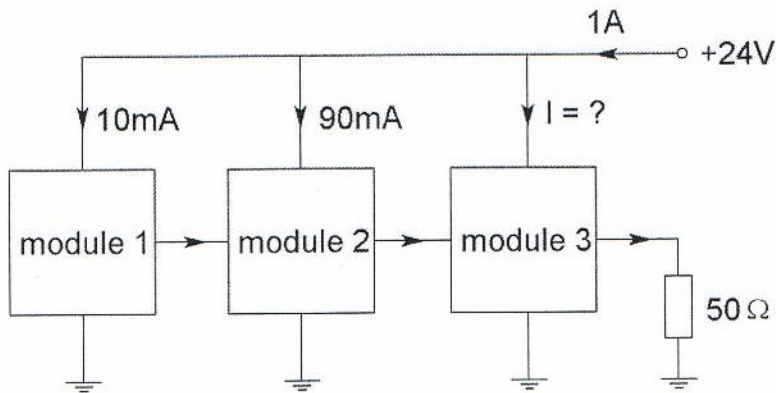 1A
+24V
10mA
90mA
I = ?
module 1
module 2
module 3
50 Ω